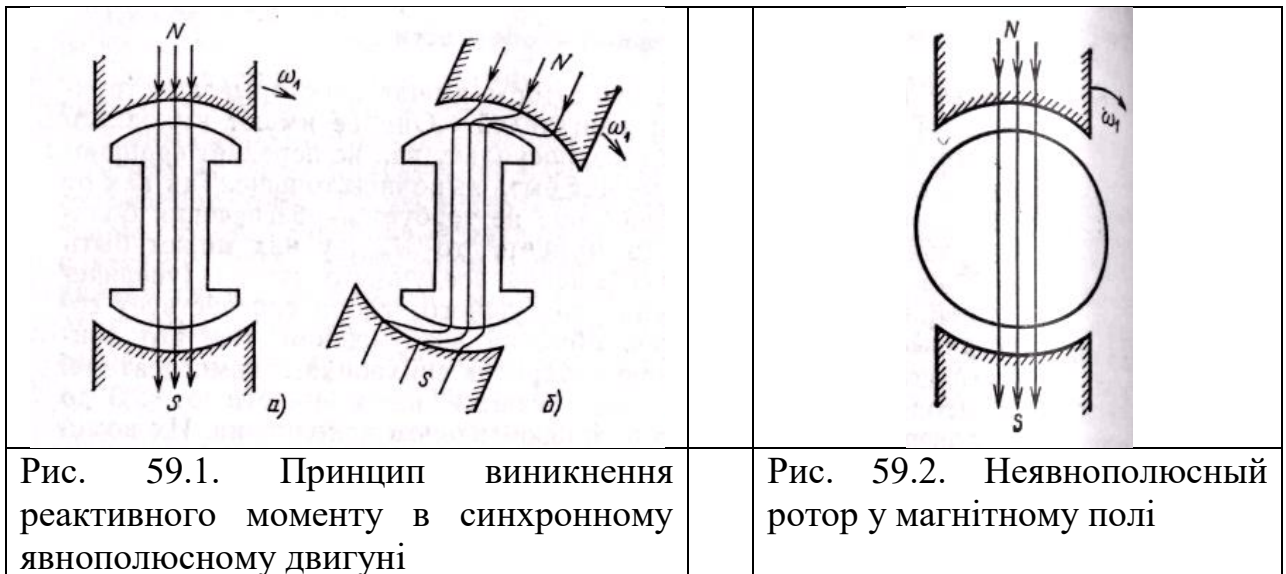 N
ω₁
S
а)
N
ω₁
S
б)
N
ω₁
S
Рис. 59.1. Принцип виникнення
реактивного моменту в синхронному
явнополюсному двигуні
Рис. 59.2. Неявнополюсный
ротор у магнітному полі